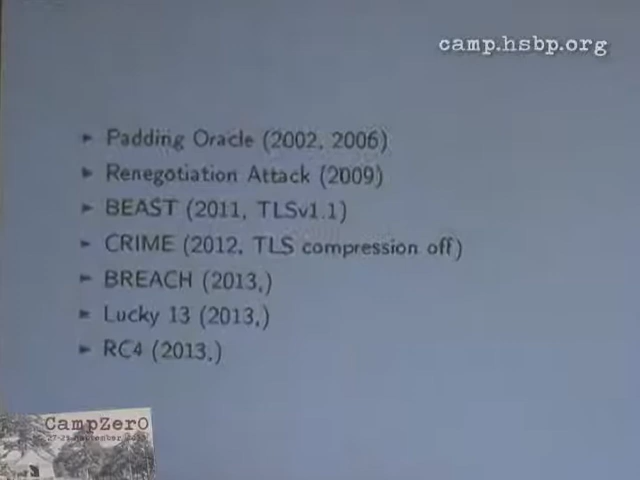 camp.hsbp.org
Padding Oracle (2002, 2006)
Renegotiation Attack (2009)
BEAST (2011, TLSv1.1)
CRIME (2012, TLS compression off)
BREACH (2013,)
Lucky 13 (2013,)
RC4 (2013,)
CampZer0